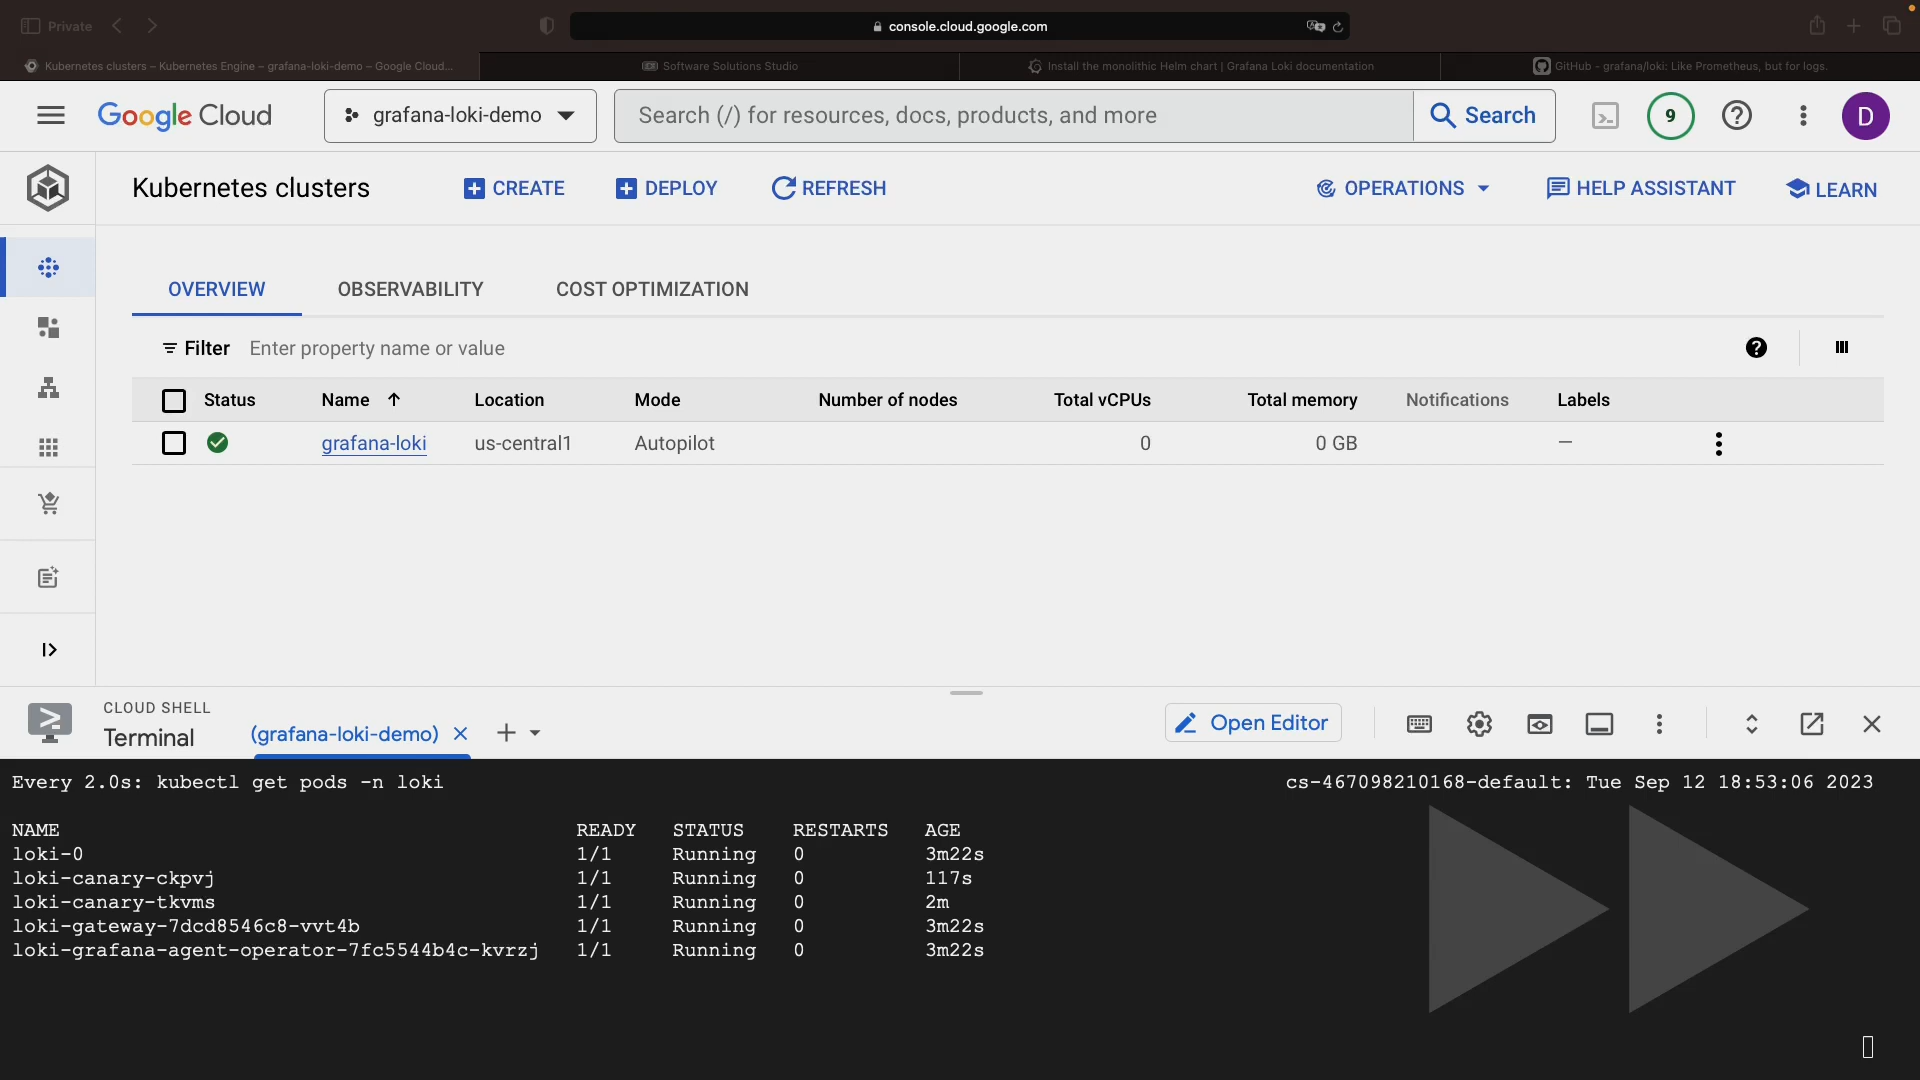 Private
console.cloud.google.com
Kubernetes clusters – Kubernetes Engine – grafana-loki-demo – Google Cloud...
Software Solutions Studio
Install the monolithic Helm chart | Grafana Loki documentation
GitHub - grafana/loki: Like Prometheus, but for logs.
Google Cloud
grafana-loki-demo
Search (/) for resources, docs, products, and more
Search
9
D
Kubernetes clusters
CREATE
DEPLOY
REFRESH
OPERATIONS
HELP ASSISTANT
LEARN
OVERVIEW
OBSERVABILITY
COST OPTIMIZATION
Filter Enter property name or value
Status Name Location Mode Number of nodes Total vCPUs Total memory Notifications Labels
grafana-loki us-central1 Autopilot 0 0 GB —
CLOUD SHELL
Terminal
(grafana-loki-demo)
Open Editor
Every 2.0s: kubectl get pods -n loki cs-467098210168-default: Tue Sep 12 18:53:06 2023
NAME READY STATUS RESTARTS AGE
loki-0 1/1 Running 0 3m22s
loki-canary-ckpvj 1/1 Running 0 117s
loki-canary-tkvms 1/1 Running 0 2m
loki-gateway-7dcd8546c8-vvt4b 1/1 Running 0 3m22s
loki-grafana-agent-operator-7fc5544b4c-kvrzj 1/1 Running 0 3m22s